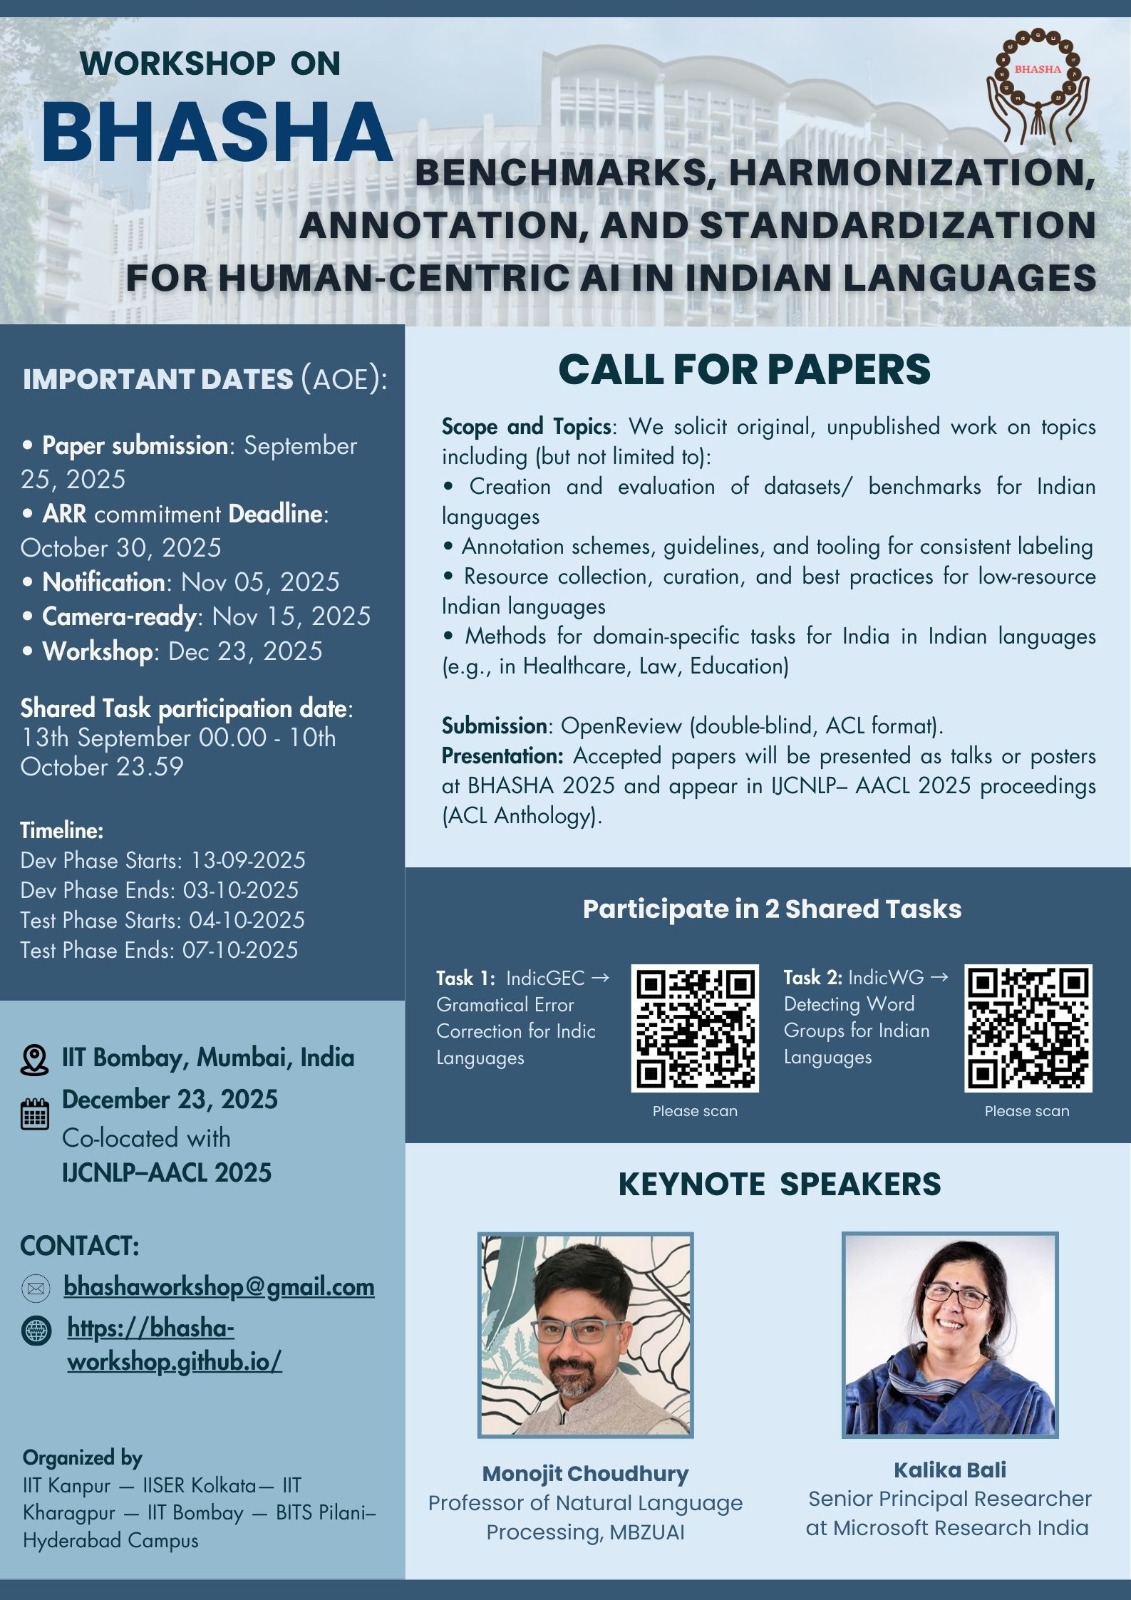 WORKSHOP ON
BHASHA
BHASHA
BENCHMARKS, HARMONIZATION,
ANNOTATION, AND STANDARDIZATION
FOR HUMAN-CENTRIC AI IN INDIAN LANGUAGES
IMPORTANT DATES (AOE):
• Paper submission: September
25, 2025
• ARR commitment Deadline:
October 30, 2025
• Notification: Nov 05, 2025
• Camera-ready: Nov 15, 2025
• Workshop: Dec 23, 2025
Shared Task participation date:
13th September 00.00 - 10th
October 23.59
Timeline:
Dev Phase Starts: 13-09-2025
Dev Phase Ends: 03-10-2025
Test Phase Starts: 04-10-2025
Test Phase Ends: 07-10-2025
IIT Bombay, Mumbai, India
December 23, 2025
Co-located with
IJCNLP–AACL 2025
CONTACT:
bhashaworkshop@gmail.com
https://bhasha-
workshop.github.io/
Organized by
IIT Kanpur — IISER Kolkata— IIT
Kharagpur — IIT Bombay — BITS Pilani–
Hyderabad Campus
CALL FOR PAPERS
Scope and Topics: We solicit original, unpublished work on topics
including (but not limited to):
• Creation and evaluation of datasets/ benchmarks for Indian
languages
• Annotation schemes, guidelines, and tooling for consistent labeling
• Resource collection, curation, and best practices for low-resource
Indian languages
• Methods for domain-specific tasks for India in Indian languages
(e.g., in Healthcare, Law, Education)
Submission: OpenReview (double-blind, ACL format).
Presentation: Accepted papers will be presented as talks or posters
at BHASHA 2025 and appear in IJCNLP– AACL 2025 proceedings
(ACL Anthology).
Participate in 2 Shared Tasks
Task 1: IndicGEC →
Gramatical Error
Correction for Indic
Languages
Please scan
Task 2: IndicWG →
Detecting Word
Groups for Indian
Languages
Please scan
KEYNOTE SPEAKERS
Monojit Choudhury
Professor of Natural Language
Processing, MBZUAI
Kalika Bali
Senior Principal Researcher
at Microsoft Research India